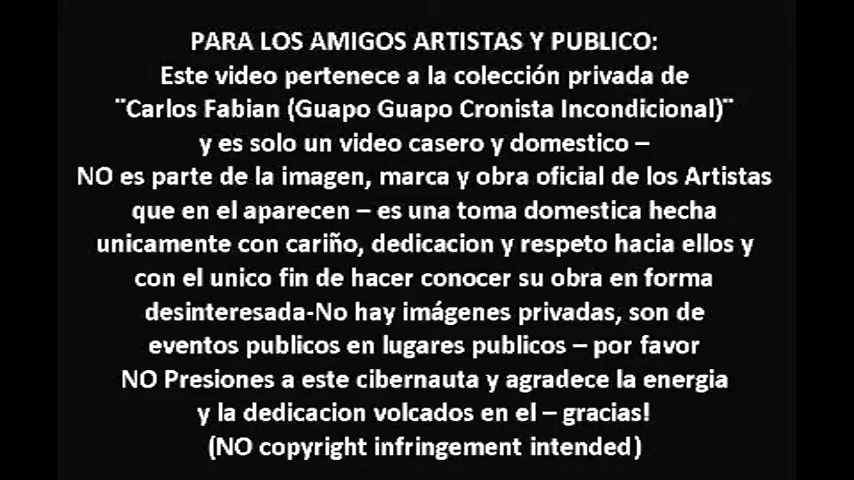 PARA LOS AMIGOS ARTISTAS Y PUBLICO:
Este video pertenece a la colección privada de
¨Carlos Fabian (Guapo Guapo Cronista Incondicional)¨
y es solo un video casero y domestico –
NO es parte de la imagen, marca y obra oficial de los Artistas
que en el aparecen – es una toma domestica hecha
unicamente con cariño, dedicacion y respeto hacia ellos y
con el unico fin de hacer conocer su obra en forma
desinteresada-No hay imágenes privadas, son de
eventos publicos en lugares publicos – por favor
NO Presiones a este cibernauta y agradece la energia
y la dedicacion volcados en el – gracias!
(NO copyright infringement intended)